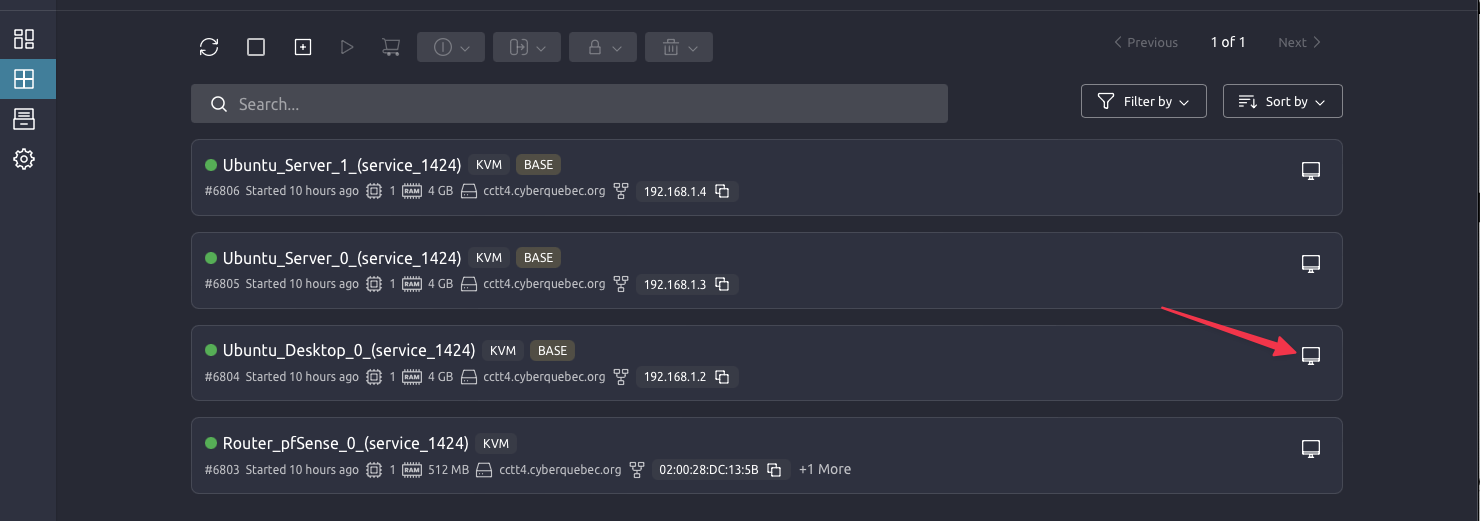 Previous 1 of 1 Next
Search...
Filter by
Sort by
Ubuntu_Server_1_(service_1424) KVM BASE
#6806 Started 10 hours ago 1 RAM 4 GB cctt4.cyberquebec.org 192.168.1.4
Ubuntu_Server_0_(service_1424) KVM BASE
#6805 Started 10 hours ago 1 RAM 4 GB cctt4.cyberquebec.org 192.168.1.3
Ubuntu_Desktop_0_(service_1424) KVM BASE
#6804 Started 10 hours ago 1 RAM 4 GB cctt4.cyberquebec.org 192.168.1.2
Router_pfSense_0_(service_1424) KVM
#6803 Started 10 hours ago 1 RAM 512 MB cctt4.cyberquebec.org 02:00:28:DC:13:5B +1 More